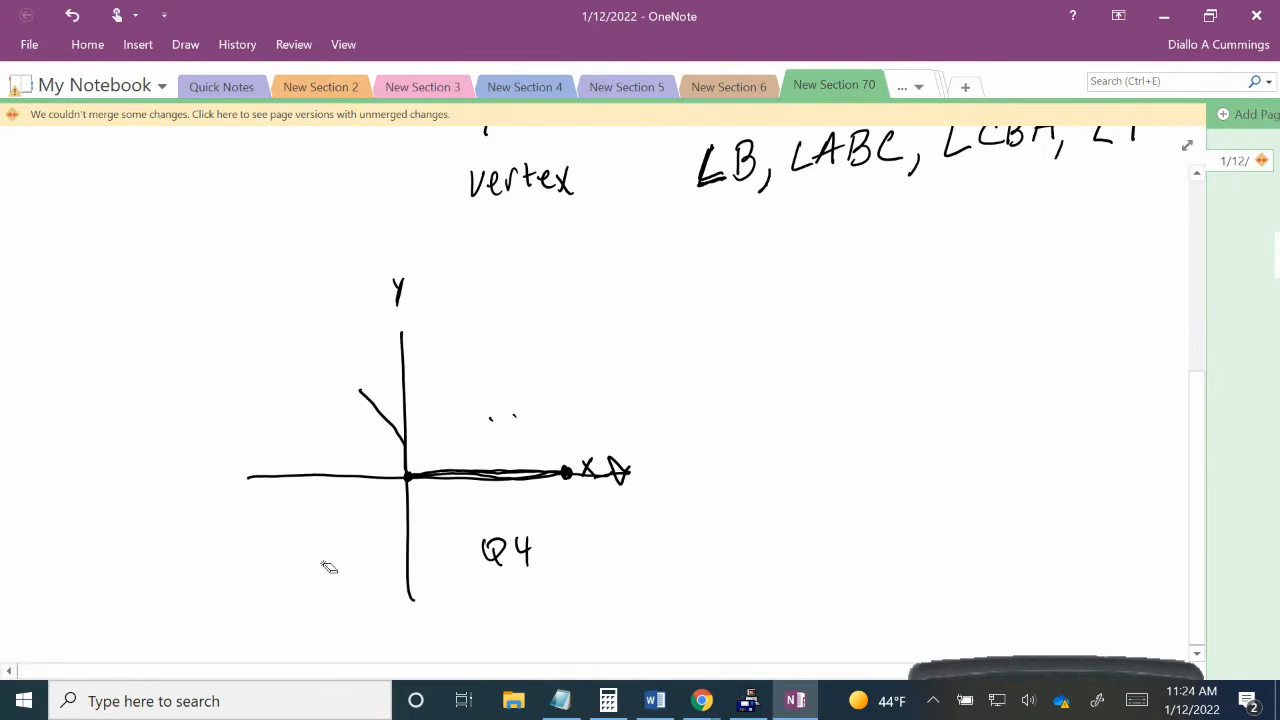 1/12/2022 - OneNote
?
File Home Insert Draw History Review View Diallo A Cummings
My Notebook Quick Notes New Section 2 New Section 3 New Section 4 New Section 5 New Section 6 New Section 70 ... Search (Ctrl+E)
We couldn't merge some changes. Click here to see page versions with unmerged changes.
Add Pag
1/12/
vertex
∠B, ∠ABC, ∠CBA,
y
x
Q4
Type here to search
44°F
11:24 AM
1/12/2022
2